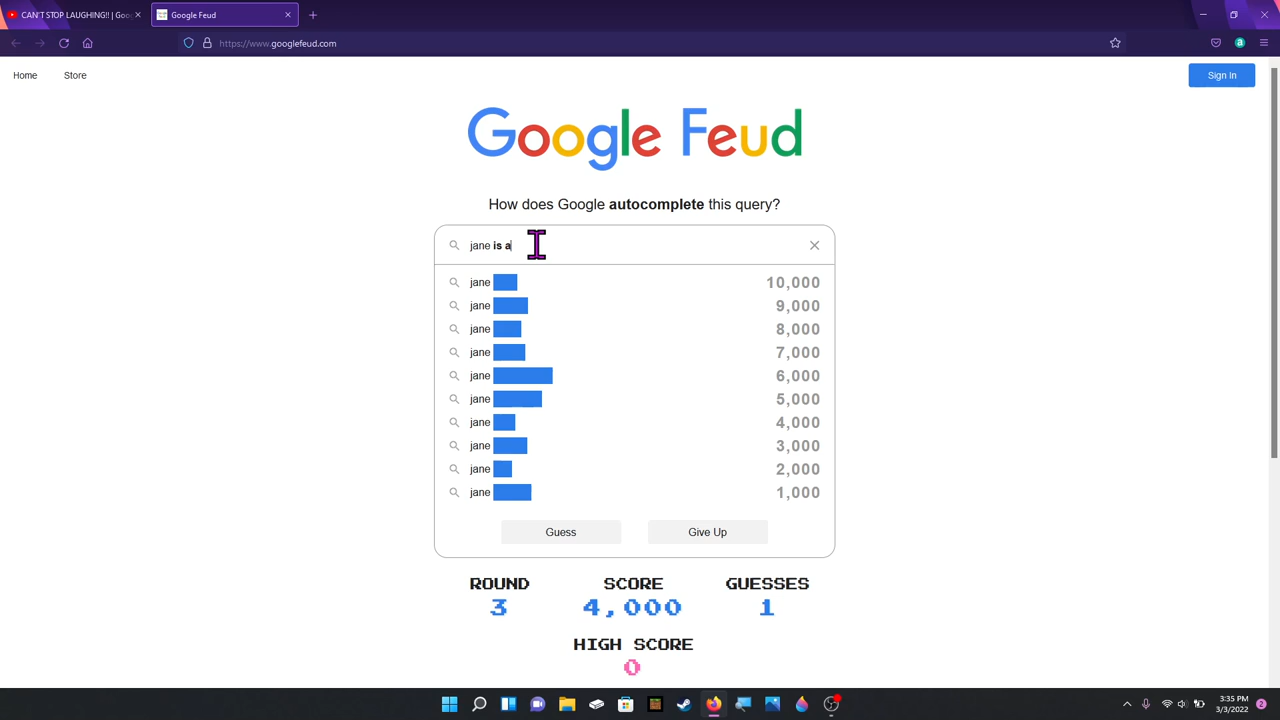 CAN'T STOP LAUGHING!! | Goo
Google Feud
https://www.googlefeud.com
Home Store
Sign In
Google Feud
How does Google autocomplete this query?
jane is a
jane 10,000
jane 9,000
jane 8,000
jane 7,000
jane 6,000
jane 5,000
jane 4,000
jane 3,000
jane 2,000
jane 1,000
Guess Give Up
ROUND SCORE GUESSES
3 4,000 1
HIGH SCORE
0
3:35 PM
3/3/2022
2